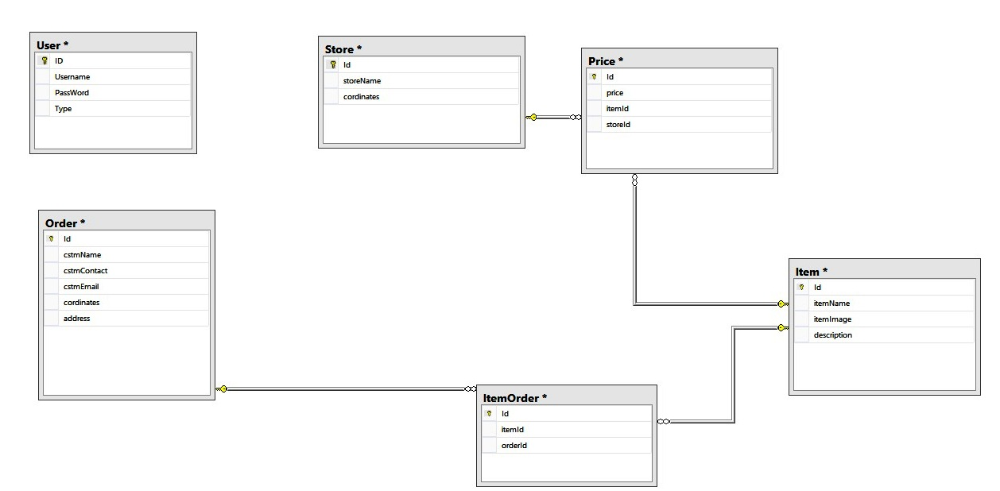 User *
ID
Username
PassWord
Type
Store *
Id
storeName
cordinates
Price *
Id
price
itemId
storeId
Order *
Id
cstmName
cstmContact
cstmEmail
cordinates
address
Item *
Id
itemName
itemImage
description
ItemOrder *
Id
itemId
orderId